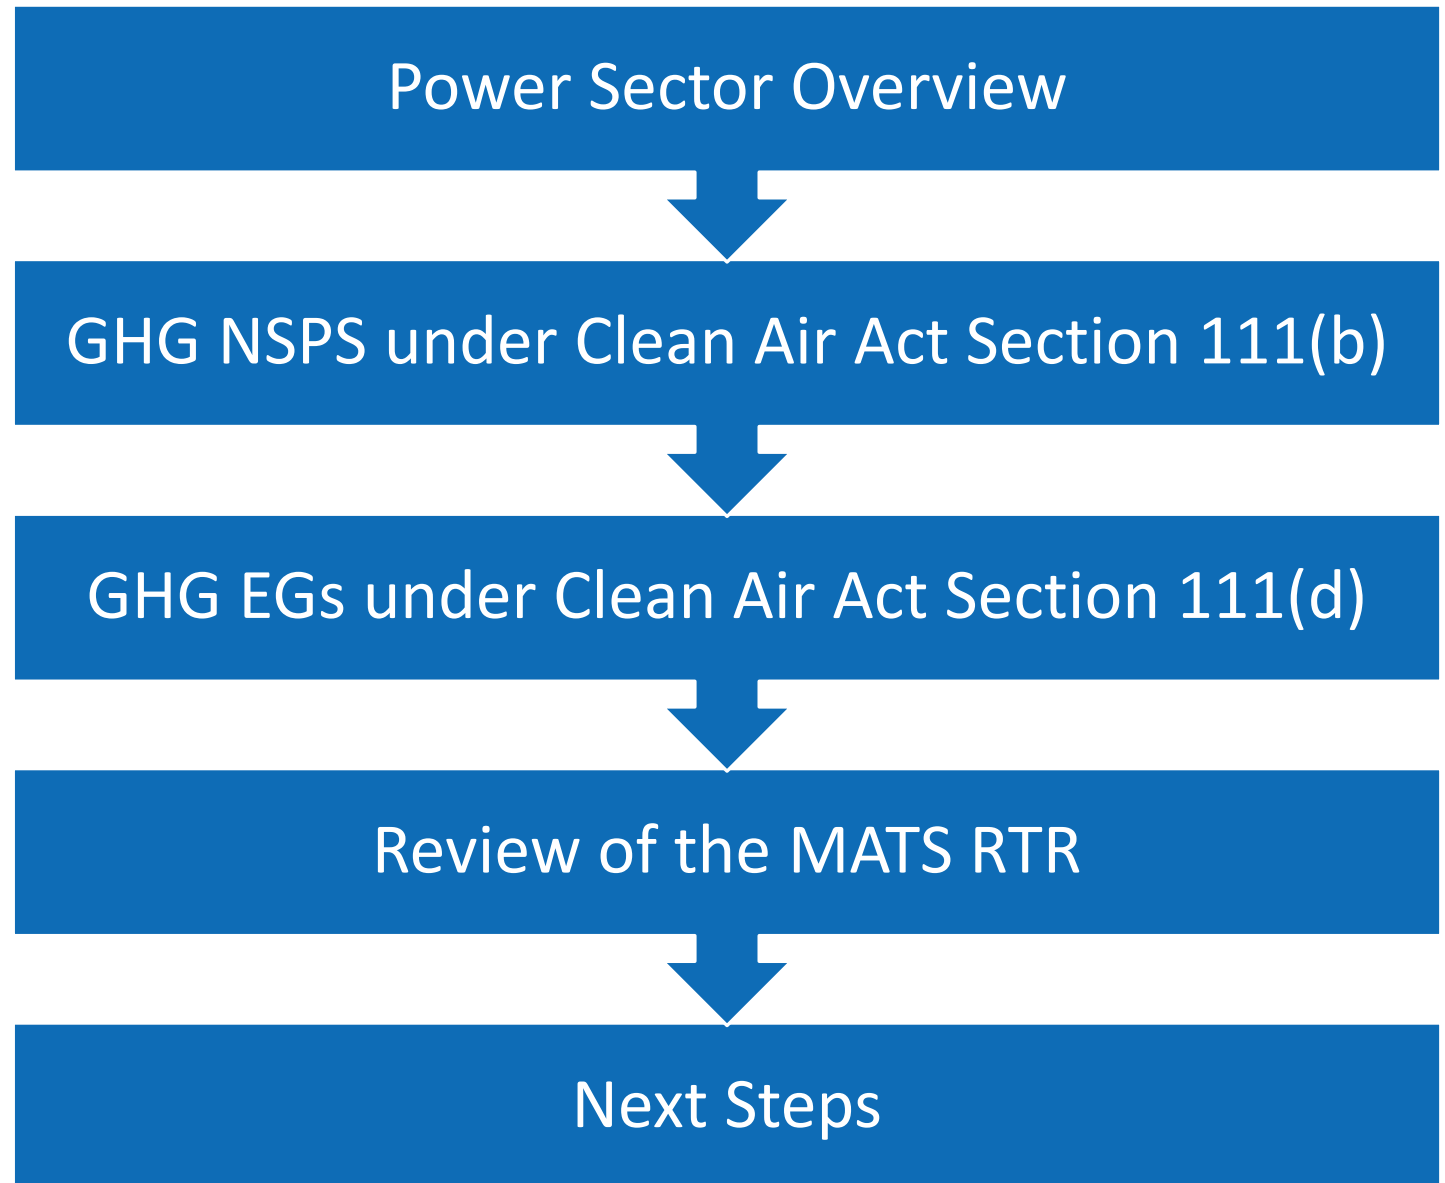 Power Sector Overview
GHG NSPS under Clean Air Act Section 111(b)
GHG EGs under Clean Air Act Section 111(d)
Review of the MATS RTR
Next Steps